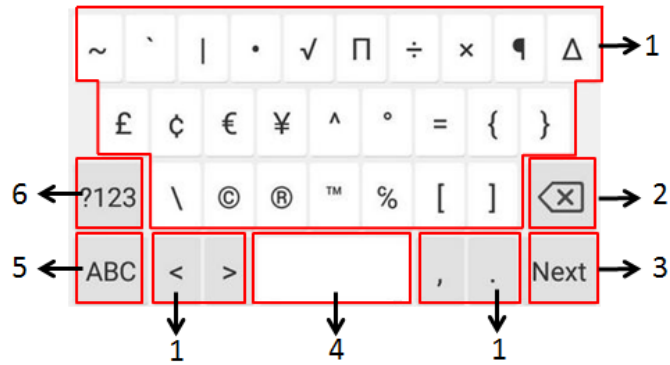 ~ ` | • √ Π ÷ × ¶ Δ 1
£ ¢ € ¥ ^ ° = { }
6 ?123 \ © ® ™ ℅ [ ] 2
5 ABC < > , . Next 3
1 4 1